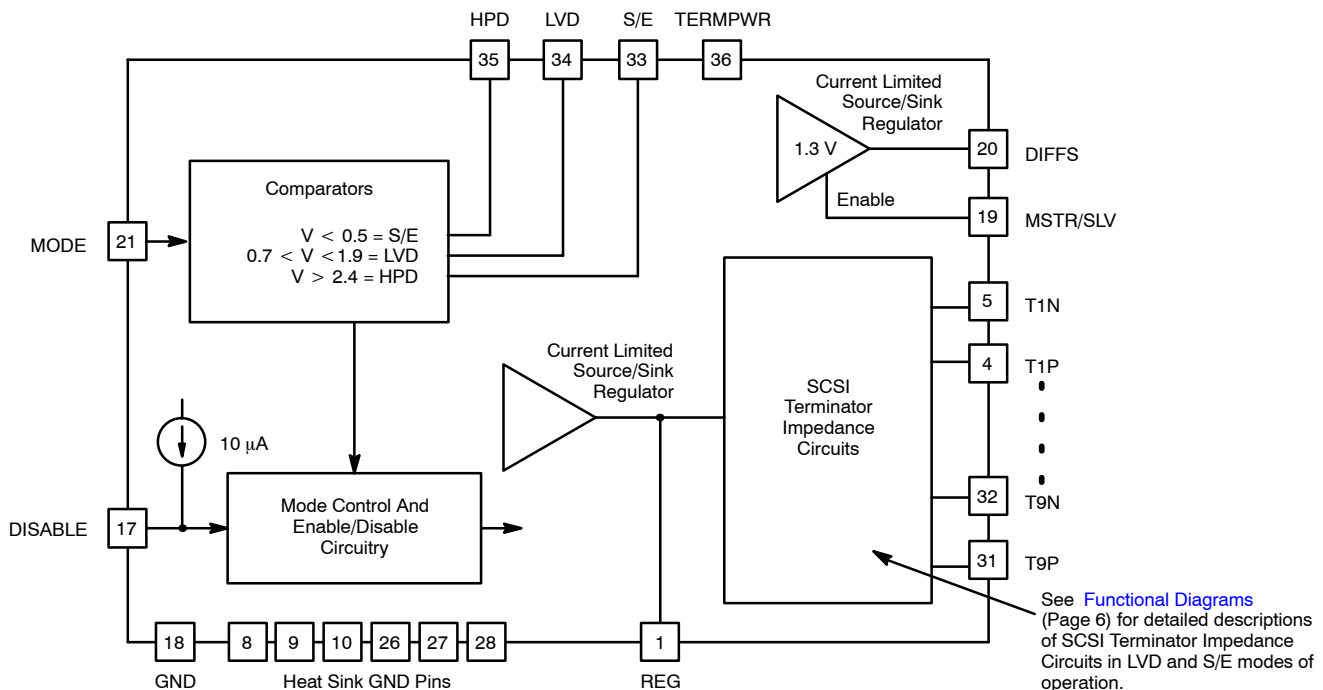 HPD LVD S/E TERMPWR
35 34 33 36
Current Limited
Source/Sink
Regulator
1.3 V
20 DIFFS
Enable
19 MSTR/SLV
Comparators
V < 0.5 = S/E
0.7 < V <1.9 = LVD
V > 2.4 = HPD
MODE 21
5 T1N
4 T1P
Current Limited
Source/Sink
Regulator
SCSI
Terminator
Impedance
Circuits
10 μA
32 T9N
31 T9P
DISABLE 17
Mode Control And
Enable/Disable
Circuitry
See Functional Diagrams
(Page 6) for detailed descriptions
of SCSI Terminator Impedance
Circuits in LVD and S/E modes of
operation.
18 8 9 10 26 27 28 1
GND Heat Sink GND Pins REG